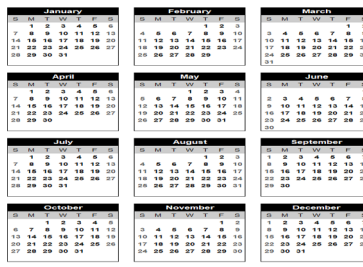 January
S M T W T F S
1 2 3 4 5 6
7 8 9 10 11 12 13
14 15 16 17 18 19 20
21 22 23 24 25 26 27
28 29 30 31
February
S M T W T F S
1 2 3
4 5 6 7 8 9 10
11 12 13 14 15 16 17
18 19 20 21 22 23 24
25 26 27 28 29
March
S M T W T F
1
3 4 5 6 7 8
10 11 12 13 14 15
17 18 19 20 21 22
24 25 26 27 28 29
31
April
S M T W T F S
1 2 3 4 5 6
7 8 9 10 11 12 13
14 15 16 17 18 19 20
21 22 23 24 25 26 27
28 29 30
May
S M T W T F S
1 2 3 4
5 6 7 8 9 10 11
12 13 14 15 16 17 18
19 20 21 22 23 24 25
26 27 28 29 30 31
June
S M T W T F
2 3 4 5 6 7
9 10 11 12 13 14
16 17 18 19 20 21
23 24 25 26 27 28
30
July
S M T W T F S
1 2 3 4 5 6
7 8 9 10 11 12 13
14 15 16 17 18 19 20
21 22 23 24 25 26 27
28 29 30 31
August
S M T W T F S
1 2 3
4 5 6 7 8 9 10
11 12 13 14 15 16 17
18 19 20 21 22 23 24
25 26 27 28 29 30 31
September
S M T W T F
1 2 3 4 5 6
8 9 10 11 12 13
15 16 17 18 19 20
22 23 24 25 26 27
29 30
October
S M T W T F S
1 2 3 4 5
6 7 8 9 10 11 12
13 14 15 16 17 18 19
20 21 22 23 24 25 26
27 28 29 30 31
November
S M T W T F S
1 2
3 4 5 6 7 8 9
10 11 12 13 14 15 16
17 18 19 20 21 22 23
24 25 26 27 28 29 30
December
S M T W T F
1 2 3 4 5 6
8 9 10 11 12 13
15 16 17 18 19 20
22 23 24 25 26 27
29 30 31